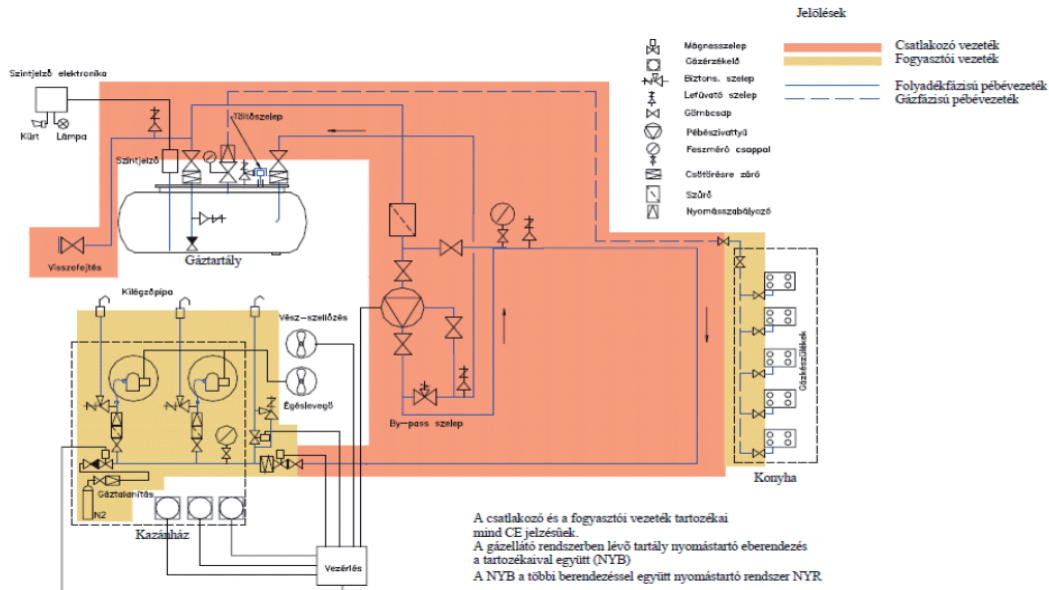 Jelölések
Mágnesszelep
Gázérzékelő
Biztons. szelep
Lefúvató szelep
Gömbcsap
Pébészivattyú
Feszmérő csappal
Csőtörésre záró
Szűrő
Nyomásszabályozó
Csatlakozó vezeték
Fogyasztói vezeték
Folyadékfázisú pébévezeték
Gázfázisú pébévezeték
Szintjelző elektronika
Kürt
Lámpa
Szintjelző
Töltőszelep
Gáztartály
Visszafejtés
Kilégzőpipa
Vész-szellőzés
Égéslevegő
By-pass szelep
Gázkészülékek
Konyha
Gáztalanítás
N2
Kazánház
Vezérlés
A csatlakozó és a fogyasztói vezeték tartozékai
mind CE jelzésűek.
A gázellátó rendszerben lévő tartály nyomástartó eberendezés
a tartozékaival együtt (NYB)
A NYB a többi berendezéssel együtt nyomástartó rendszer NYR